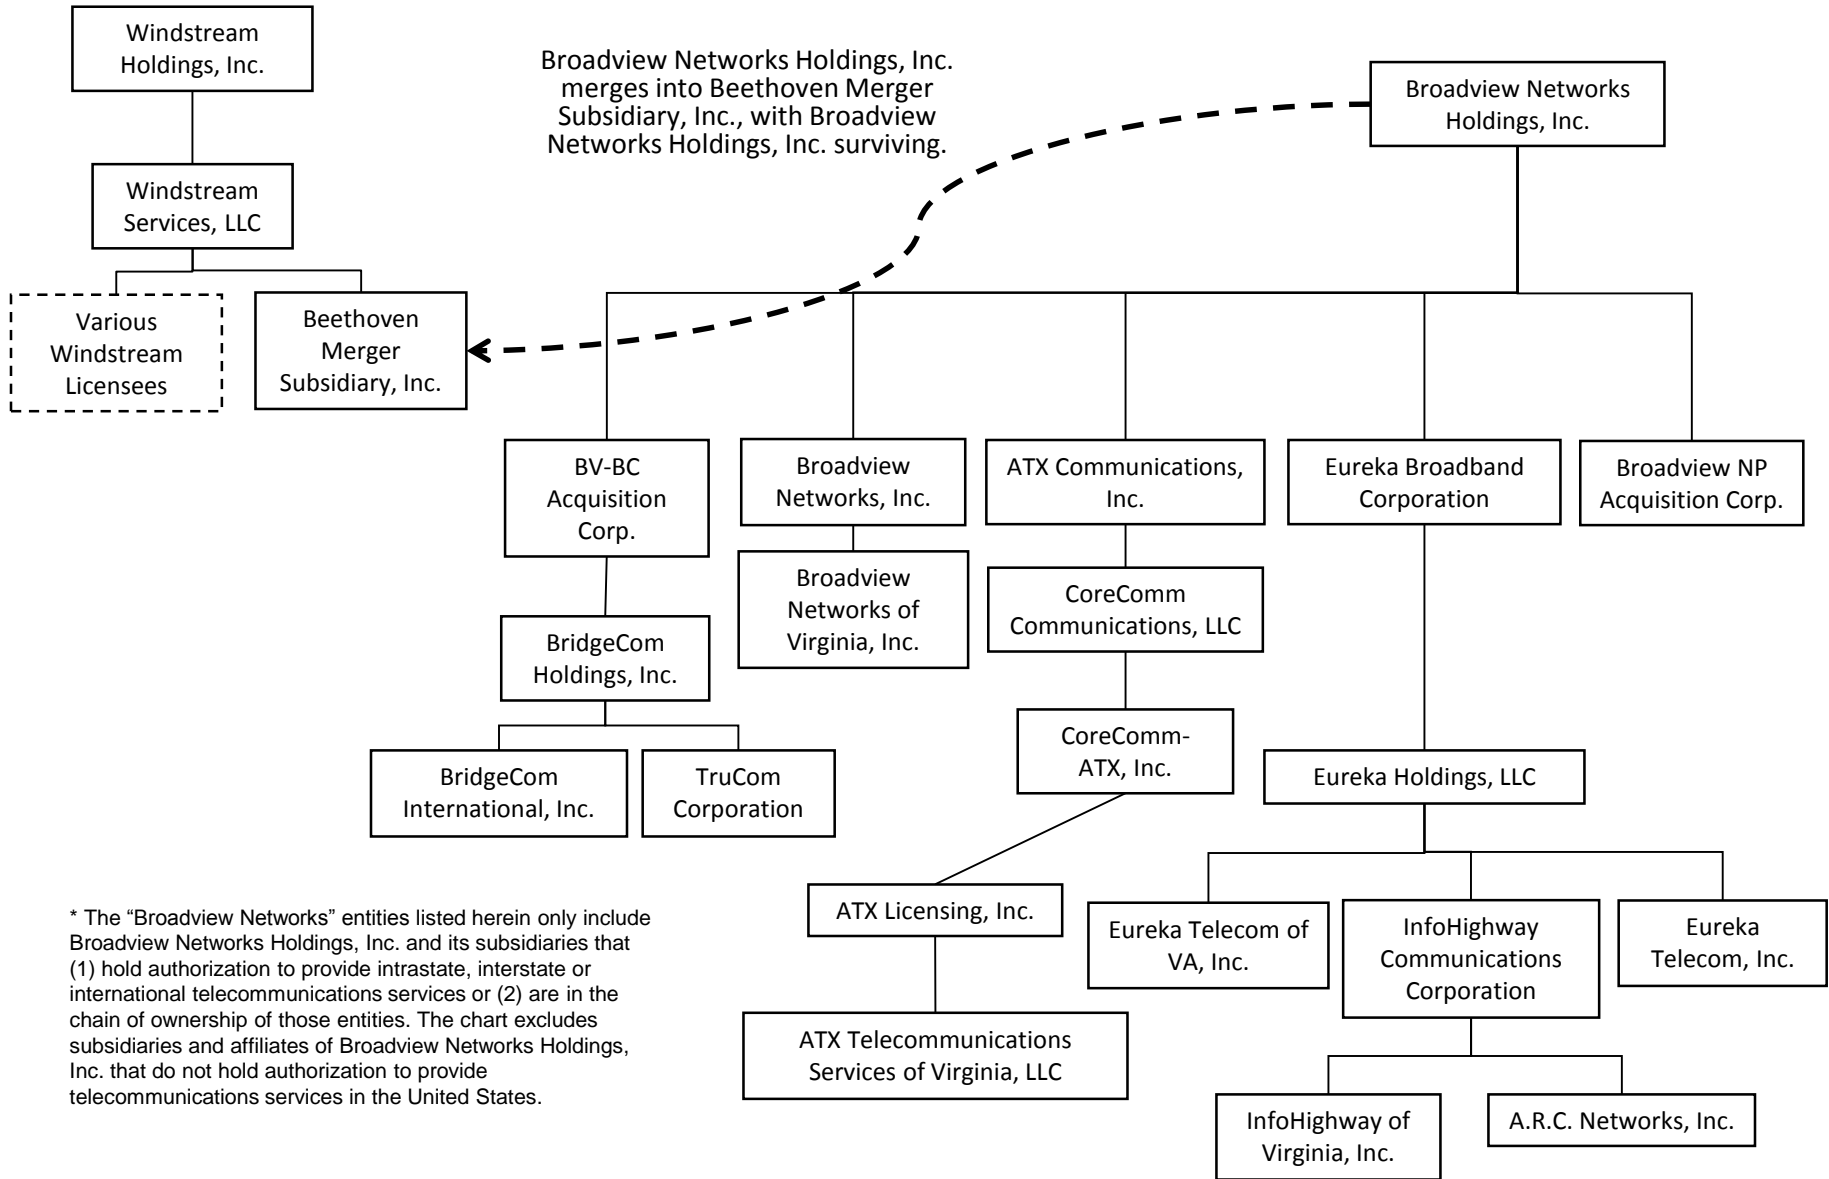 Windstream
Holdings, Inc.
Broadview Networks Holdings, Inc.
merges into Beethoven Merger
Subsidiary, Inc., with Broadview
Networks Holdings, Inc. surviving.
Broadview Networks
Holdings, Inc.
Windstream
Services, LLC
Various
Windstream
Licensees
Beethoven
Merger
Subsidiary, Inc.
BV-BC
Acquisition
Corp.
Broadview
Networks, Inc.
ATX Communications,
Inc.
Eureka Broadband
Corporation
Broadview NP
Acquisition Corp.
Broadview
Networks of
Virginia, Inc.
CoreComm
Communications, LLC
BridgeCom
Holdings, Inc.
CoreComm-
ATX, Inc.
BridgeCom
International, Inc.
TruCom
Corporation
Eureka Holdings, LLC
ATX Licensing, Inc.
Eureka Telecom of
VA, Inc.
InfoHighway
Communications
Corporation
Eureka
Telecom, Inc.
* The “Broadview Networks” entities listed herein only include
Broadview Networks Holdings, Inc. and its subsidiaries that
(1) hold authorization to provide intrastate, interstate or
international telecommunications services or (2) are in the
chain of ownership of those entities. The chart excludes
subsidiaries and affiliates of Broadview Networks Holdings,
Inc. that do not hold authorization to provide
telecommunications services in the United States.
ATX Telecommunications
Services of Virginia, LLC
InfoHighway of
Virginia, Inc.
A.R.C. Networks, Inc.